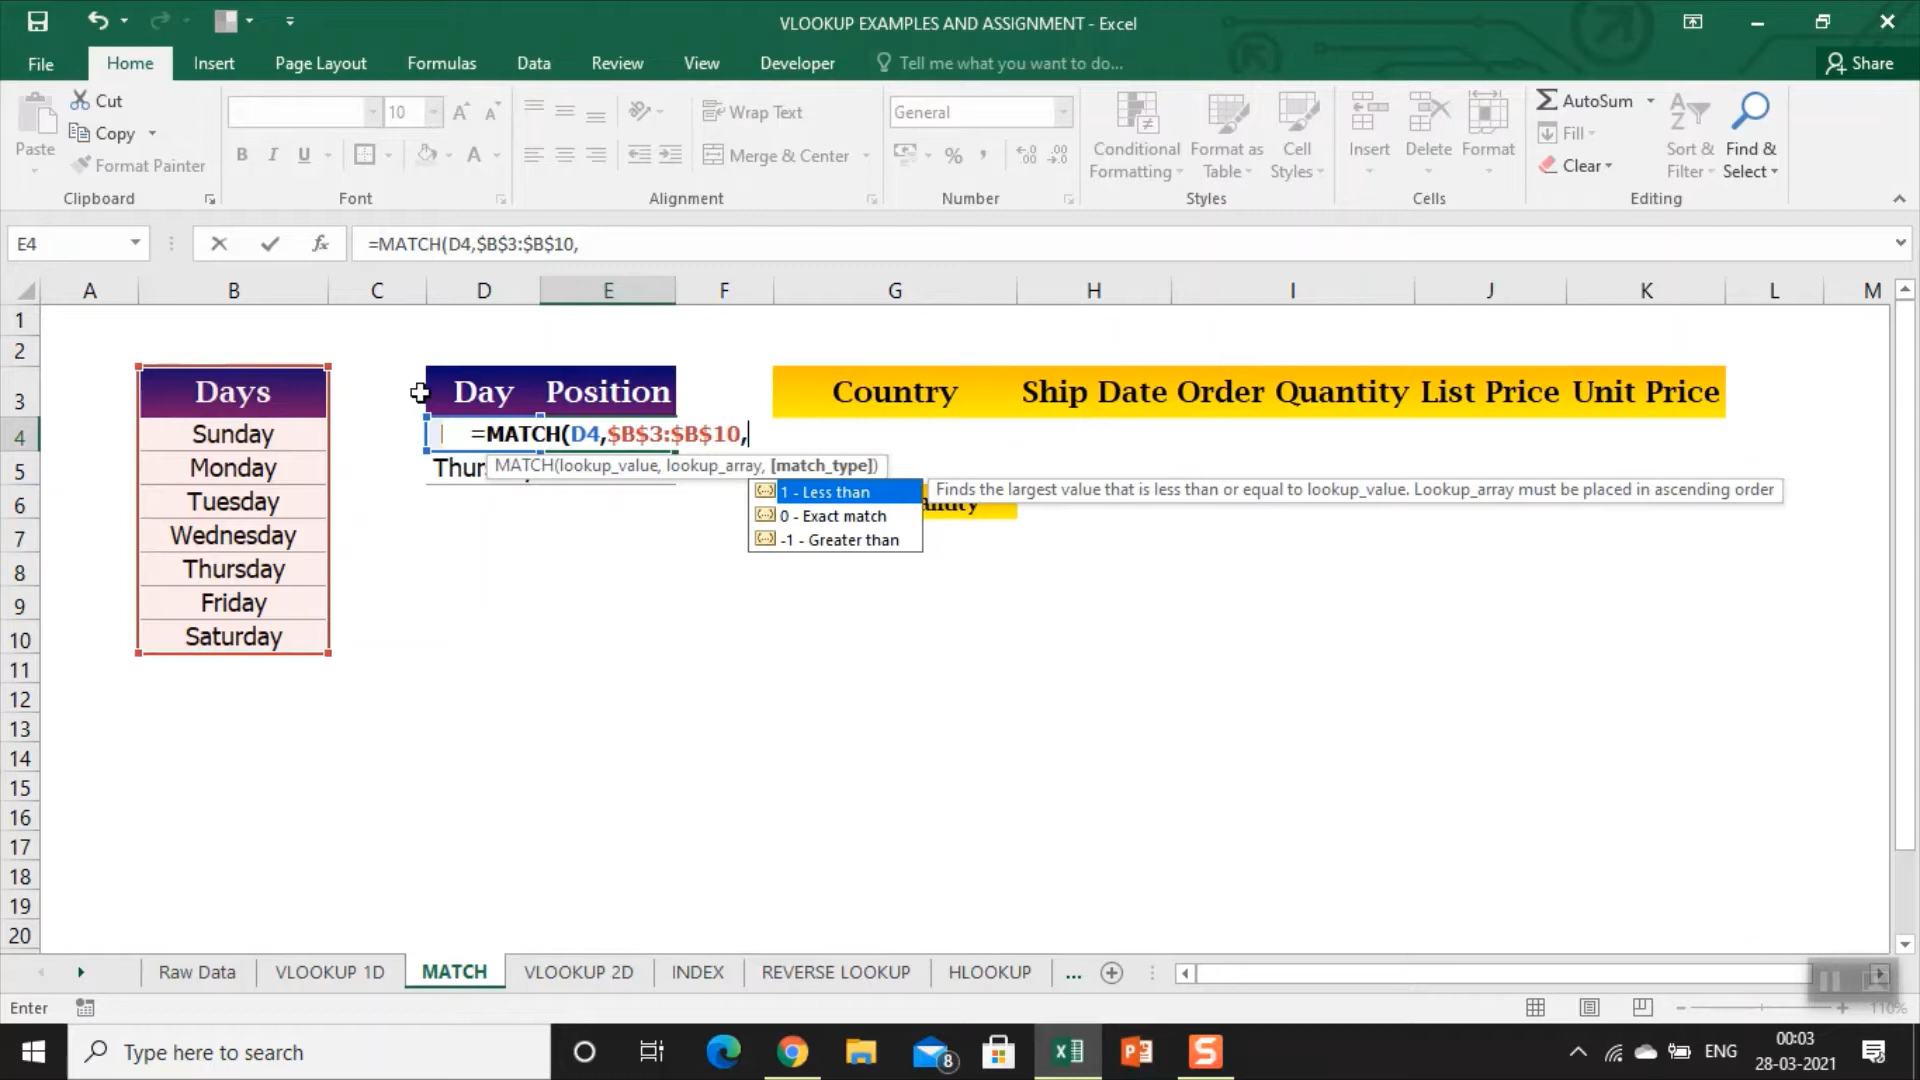 VLOOKUP EXAMPLES AND ASSIGNMENT - Excel
File Home Insert Page Layout Formulas Data Review View Developer Tell me what you want to do... Share
Cut
Copy
Format Painter
Paste
Clipboard
10
B I U A
Font
Wrap Text
Merge & Center
Alignment
General
%
Number
Conditional Formatting
Format as Table
Cell Styles
Styles
Insert Delete Format
Cells
AutoSum
Fill
Clear
Sort & Filter
Find & Select
Editing
E4 fx =MATCH(D4,$B$3:$B$10,
A B C D E F G H I J K L M
1
2
3 Days Day Position Country Ship Date Order Quantity List Price Unit Price
4 Sunday =MATCH(D4,$B$3:$B$10,
5 Monday MATCH(lookup_value, lookup_array, [match_type])
1 - Less than Finds the largest value that is less than or equal to lookup_value. Lookup_array must be placed in ascending order
6 Tuesday 0 - Exact match
7 Wednesday -1 - Greater than
8 Thursday
9 Friday
10 Saturday
11
12
13
14
15
16
17
18
19
20
Raw Data VLOOKUP 1D MATCH VLOOKUP 2D INDEX REVERSE LOOKUP HLOOKUP ...
Enter 110%
Type here to search 8 ENG 00:03
28-03-2021